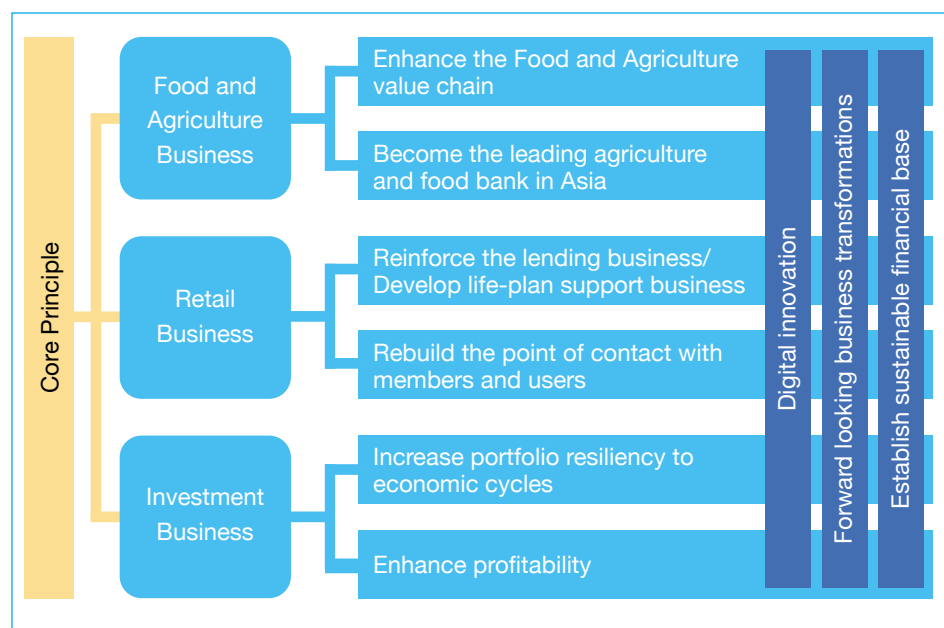 Core Principle
Food and
Agriculture
Business
Enhance the Food and Agriculture
value chain
Become the leading agriculture
and food bank in Asia
Retail
Business
Reinforce the lending business/
Develop life-plan support business
Rebuild the point of contact with
members and users
Investment
Business
Increase portfolio resiliency to
economic cycles
Enhance profitability
Digital innovation
Forward looking business transformations
Establish sustainable financial base